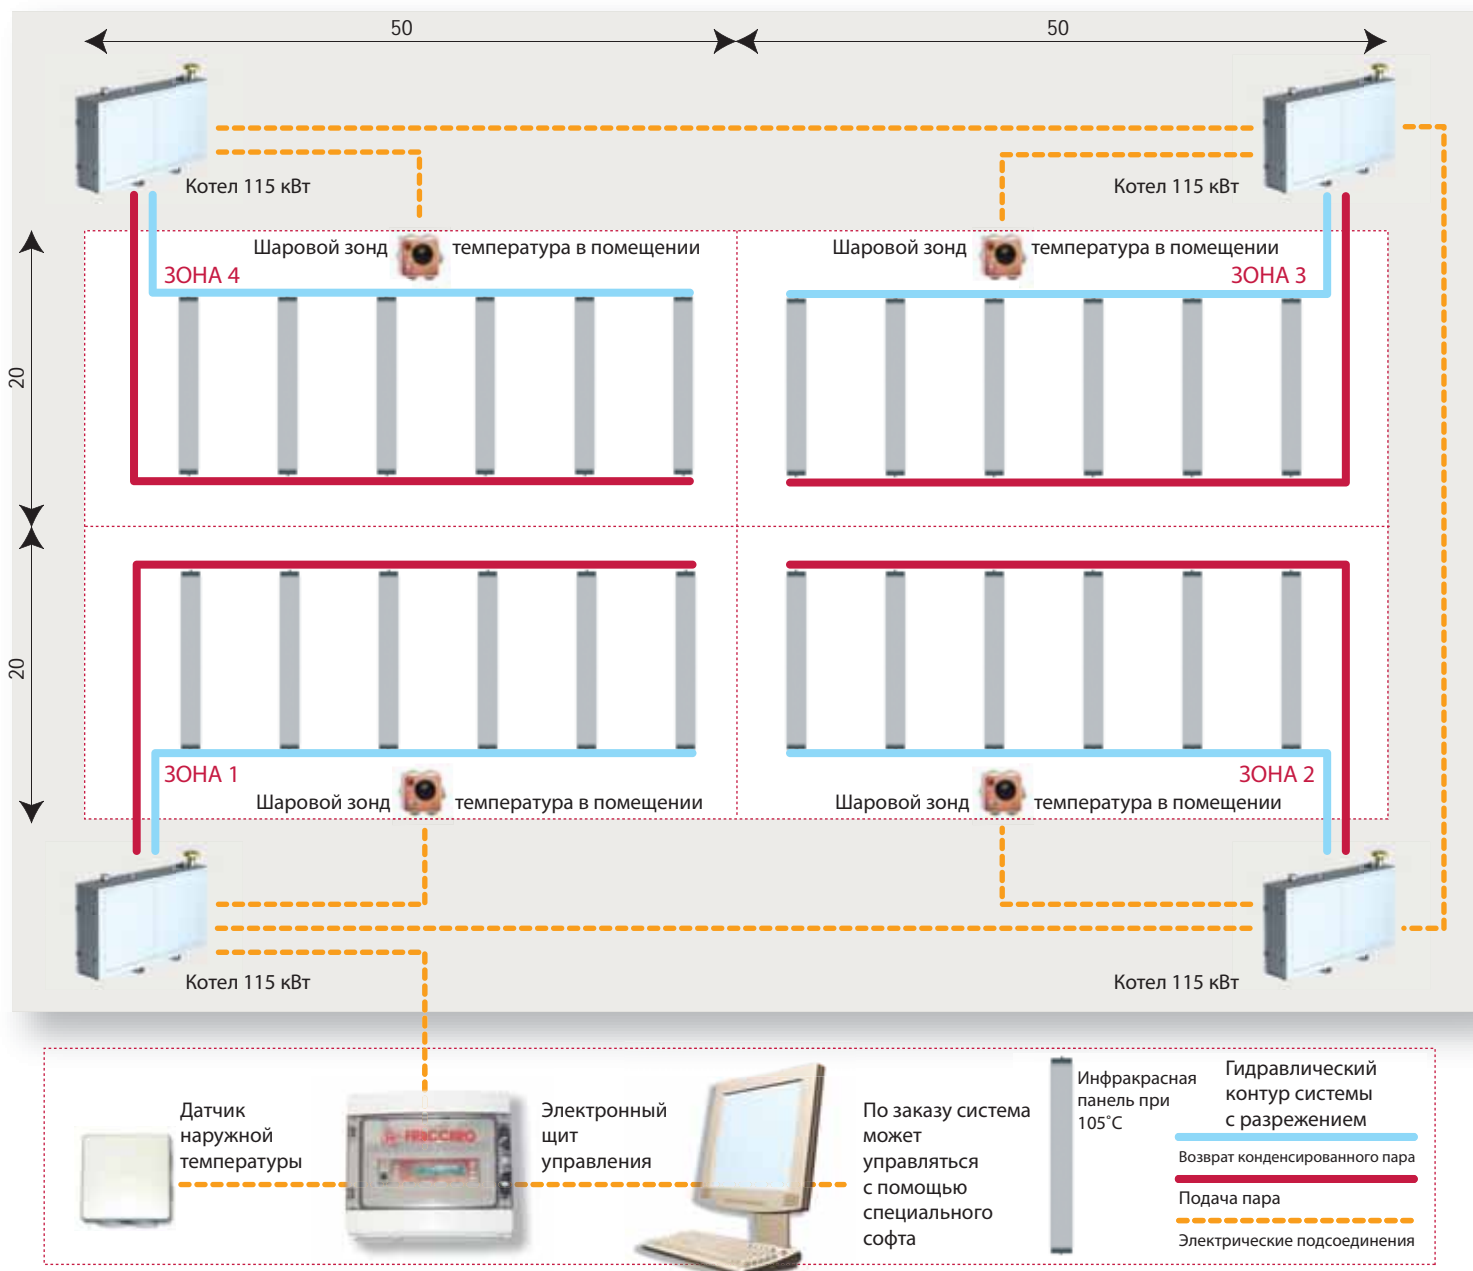 50
50
Котел 115 кВт
Котел 115 кВт
Шаровой зонд температура в помещении
Шаровой зонд температура в помещении
ЗОНА 4
ЗОНА 3
20
20
ЗОНА 1
ЗОНА 2
Шаровой зонд температура в помещении
Шаровой зонд температура в помещении
Котел 115 кВт
Котел 115 кВт
Датчик
наружной
температуры
FRACCARO
Электронный
щит
управления
По заказу система
может
управляться
с помощью
специального
софта
Инфракрасная
панель при
105˚C
Гидравлический
контур системы
с разрежением
Возврат конденсированного пара
Подача пара
Электрические подсоединения